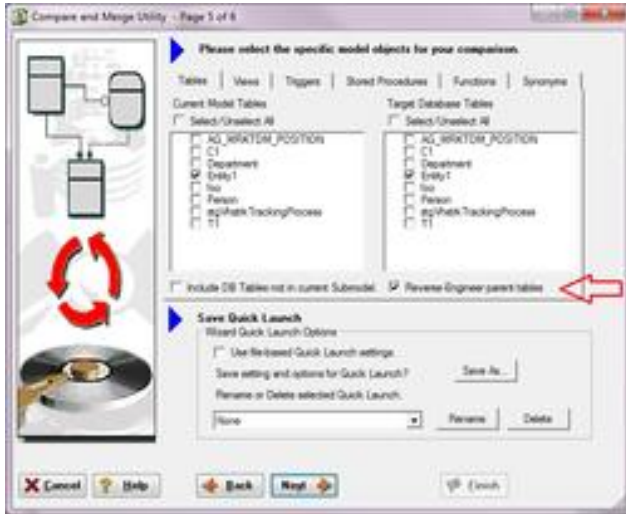 Compare and Merge Utility - Page 5 of 6
Please select the specific model objects for your comparison.
Tables Views Triggers Stored Procedures Functions Synonyms
Current Model Tables Target Database Tables
Select/Unselect All Select/Unselect All
AG_MRKTDM_POSITION AG_MRKTDM_POSITION
C1 C1
Department Department
Entity1 Entity1
foo foo
Person Person
T1 T1
Include DB Tables not in current Submodel Reverse-Engineer parent tables
Save Quick Launch
Wizard Quick Launch Options
Use file-based Quick Launch settings
Save setting and options for Quick Launch? Save As...
Rename or Delete selected Quick Launch.
None Rename Delete
Cancel Help Back Next Finish